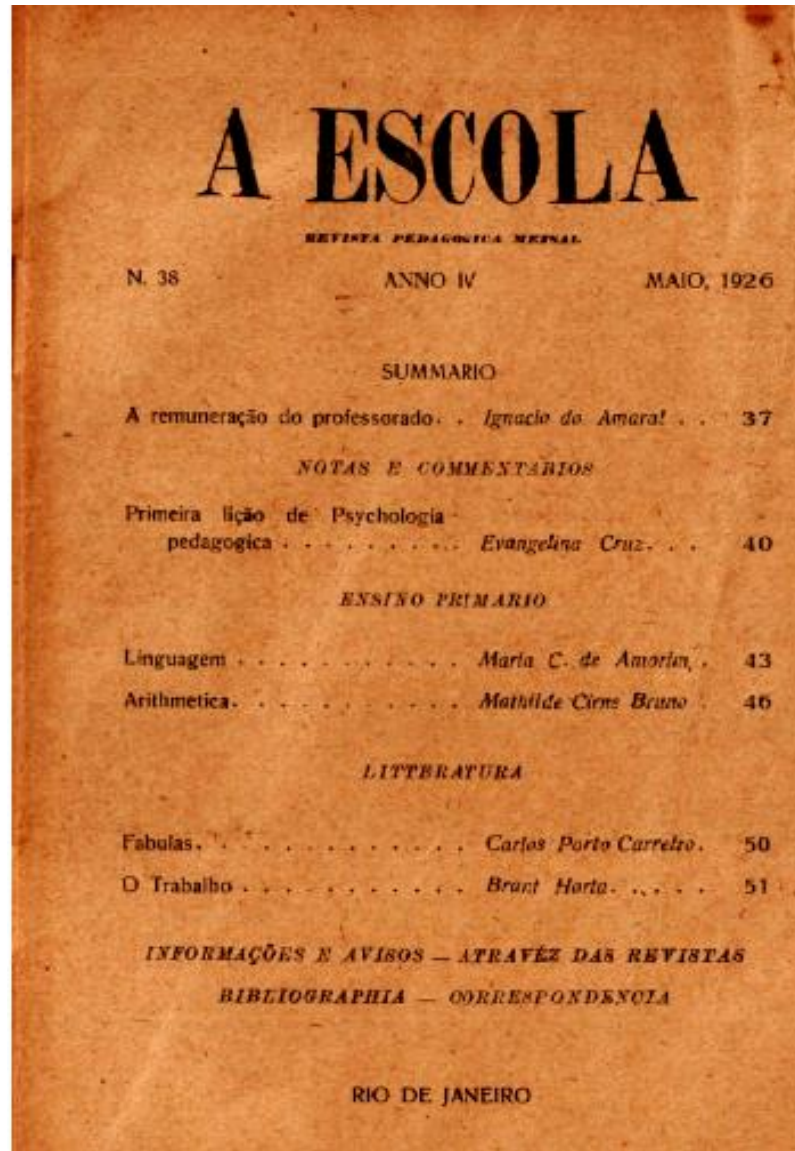 A ESCOLA
REVISTA PEDAGOGICA MENSAL
N. 38 ANNO IV MAIO, 1926
SUMMARIO
A remuneração do professorado. . Ignacio do Amaral . . 37
NOTAS E COMMENTARIOS
Primeira lição de Psychologia
pedagogica . . . . . . . . . . Evangelina Cruz. . . 40
ENSINO PRIMARIO
Linguagem . . . . . . . . . . . Maria C. de Amorim, . 43
Arithmetica. . . . . . . . . . . Mathilde Cirne Bruno . 46
LITTERATURA
Fabulas. . . . . . . . . . . . Carlos Porto Carreiro. 50
O Trabalho . . . . . . . . . . Brant Horta. . . . . . 51
INFORMAÇÕES E AVISOS — ATRAVÉZ DAS REVISTAS
BIBLIOGRAPHIA — CORRESPONDENCIA
RIO DE JANEIRO